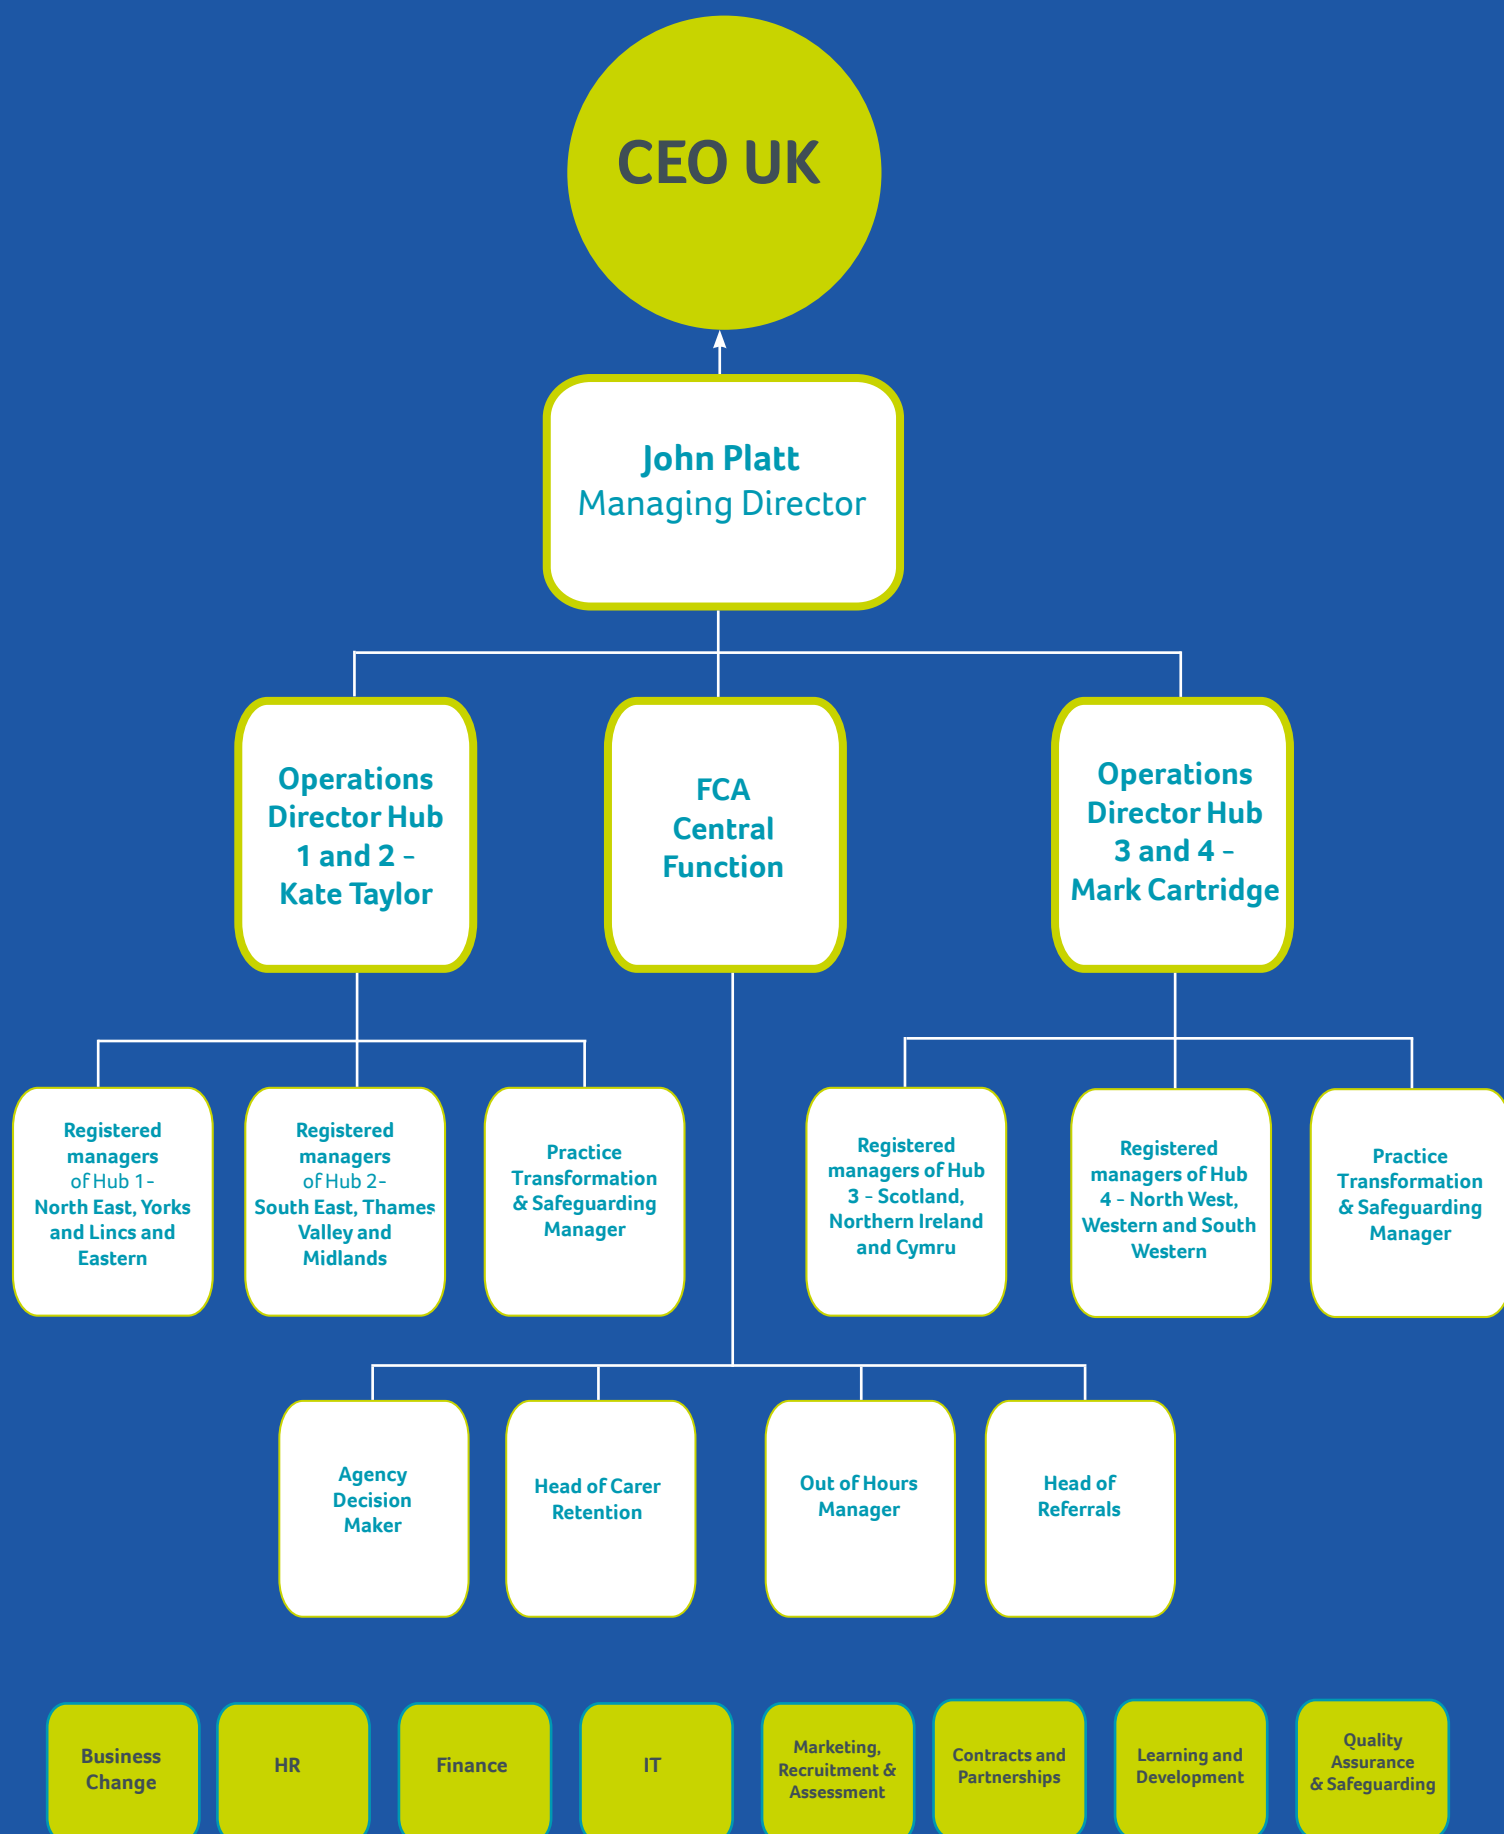 CEO UK
John Platt
Managing Director
Operations
Director Hub
1 and 2 -
Kate Taylor
FCA
Central
Function
Operations
Director Hub
3 and 4 -
Mark Cartridge
Registered
managers
of Hub 1-
North East, Yorks
and Lincs and
Eastern
Registered
managers
of Hub 2-
South East, Thames
Valley and
Midlands
Practice
Transformation
& Safeguarding
Manager
Registered
managers of Hub
3 - Scotland,
Northern Ireland
and Cymru
Registered
managers of Hub
4 - North West,
Western and South
Western
Practice
Transformation
& Safeguarding
Manager
Agency
Decision
Maker
Head of Carer
Retention
Out of Hours
Manager
Head of
Referrals
Business
Change
HR
Finance
IT
Marketing,
Recruitment &
Assessment
Contracts and
Partnerships
Learning and
Development
Quality
Assurance
& Safeguarding